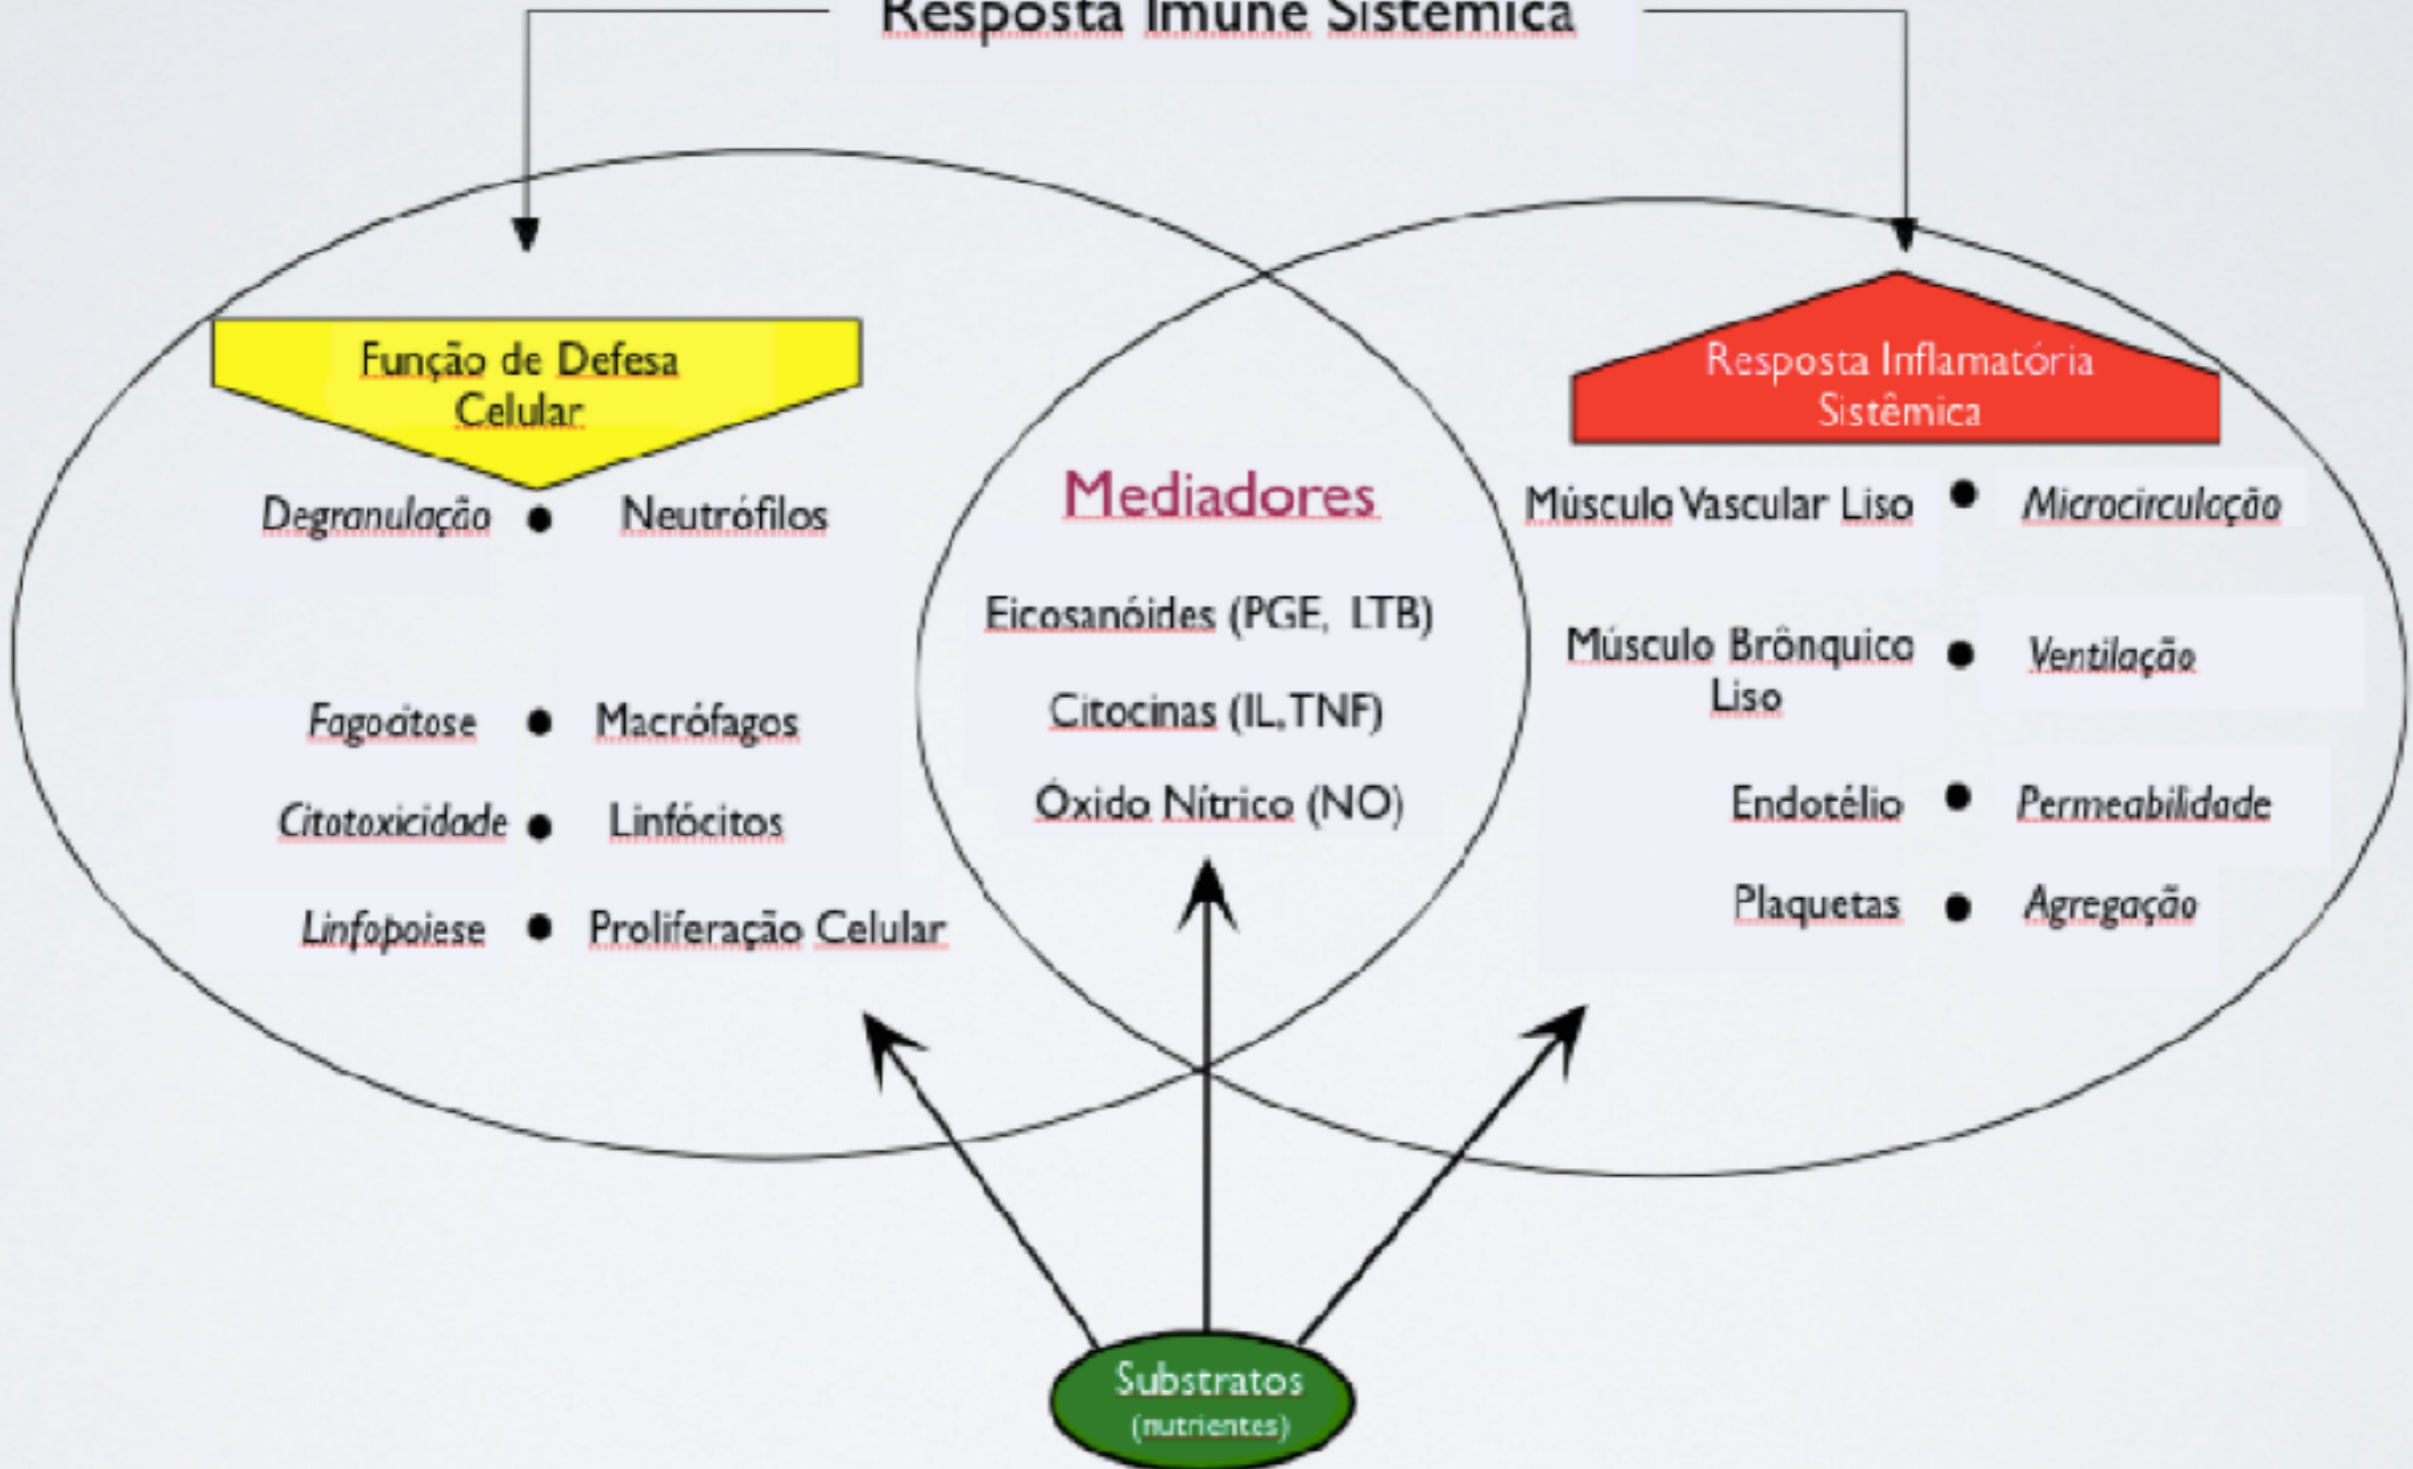 Resposta Imune Sistêmica
Função de Defesa
Celular
Degranulação • Neutrófilos
Fagocitose • Macrófagos
Citotoxicidade • Linfócitos
Linfopoiese • Proliferação Celular
Mediadores
Eicosanóides (PGE, LTB)
Citocinas (IL,TNF)
Óxido Nítrico (NO)
Resposta Inflamatória
Sistêmica
Músculo Vascular Liso • Microcirculação
Músculo Brônquico
Liso • Ventilação
Endotélio • Permeabilidade
Plaquetas • Agregação
Substratos
(nutrientes)